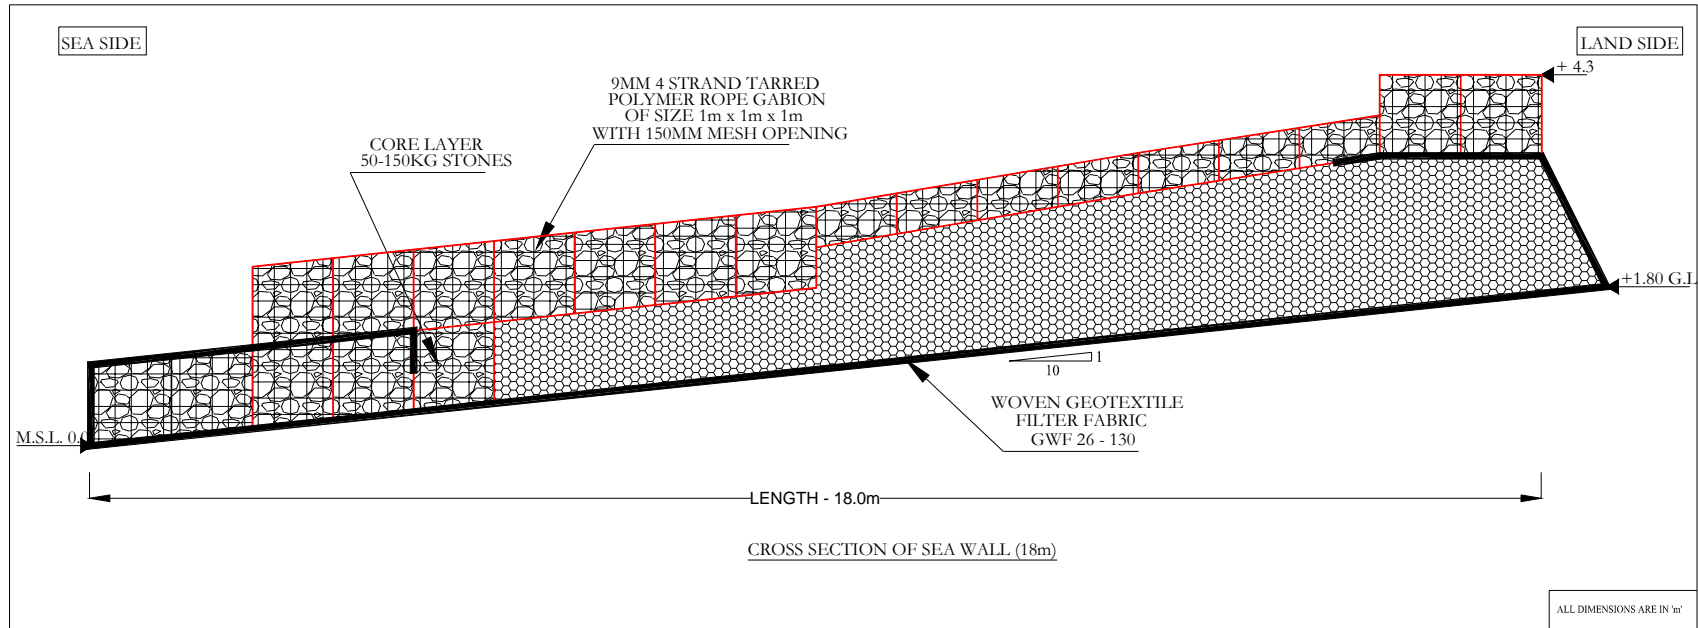 SEA SIDE
LAND SIDE
+ 4.3
9MM 4 STRAND TARRED
POLYMER ROPE GABION
OF SIZE 1m x 1m x 1m
WITH 150MM MESH OPENING
CORE LAYER
50-150KG STONES
+1.80 G.L
1
10
WOVEN GEOTEXTILE
FILTER FABRIC
GWF 26 - 130
M.S.L. 0.0
LENGTH - 18.0m
CROSS SECTION OF SEA WALL (18m)
ALL DIMENSIONS ARE IN 'm'